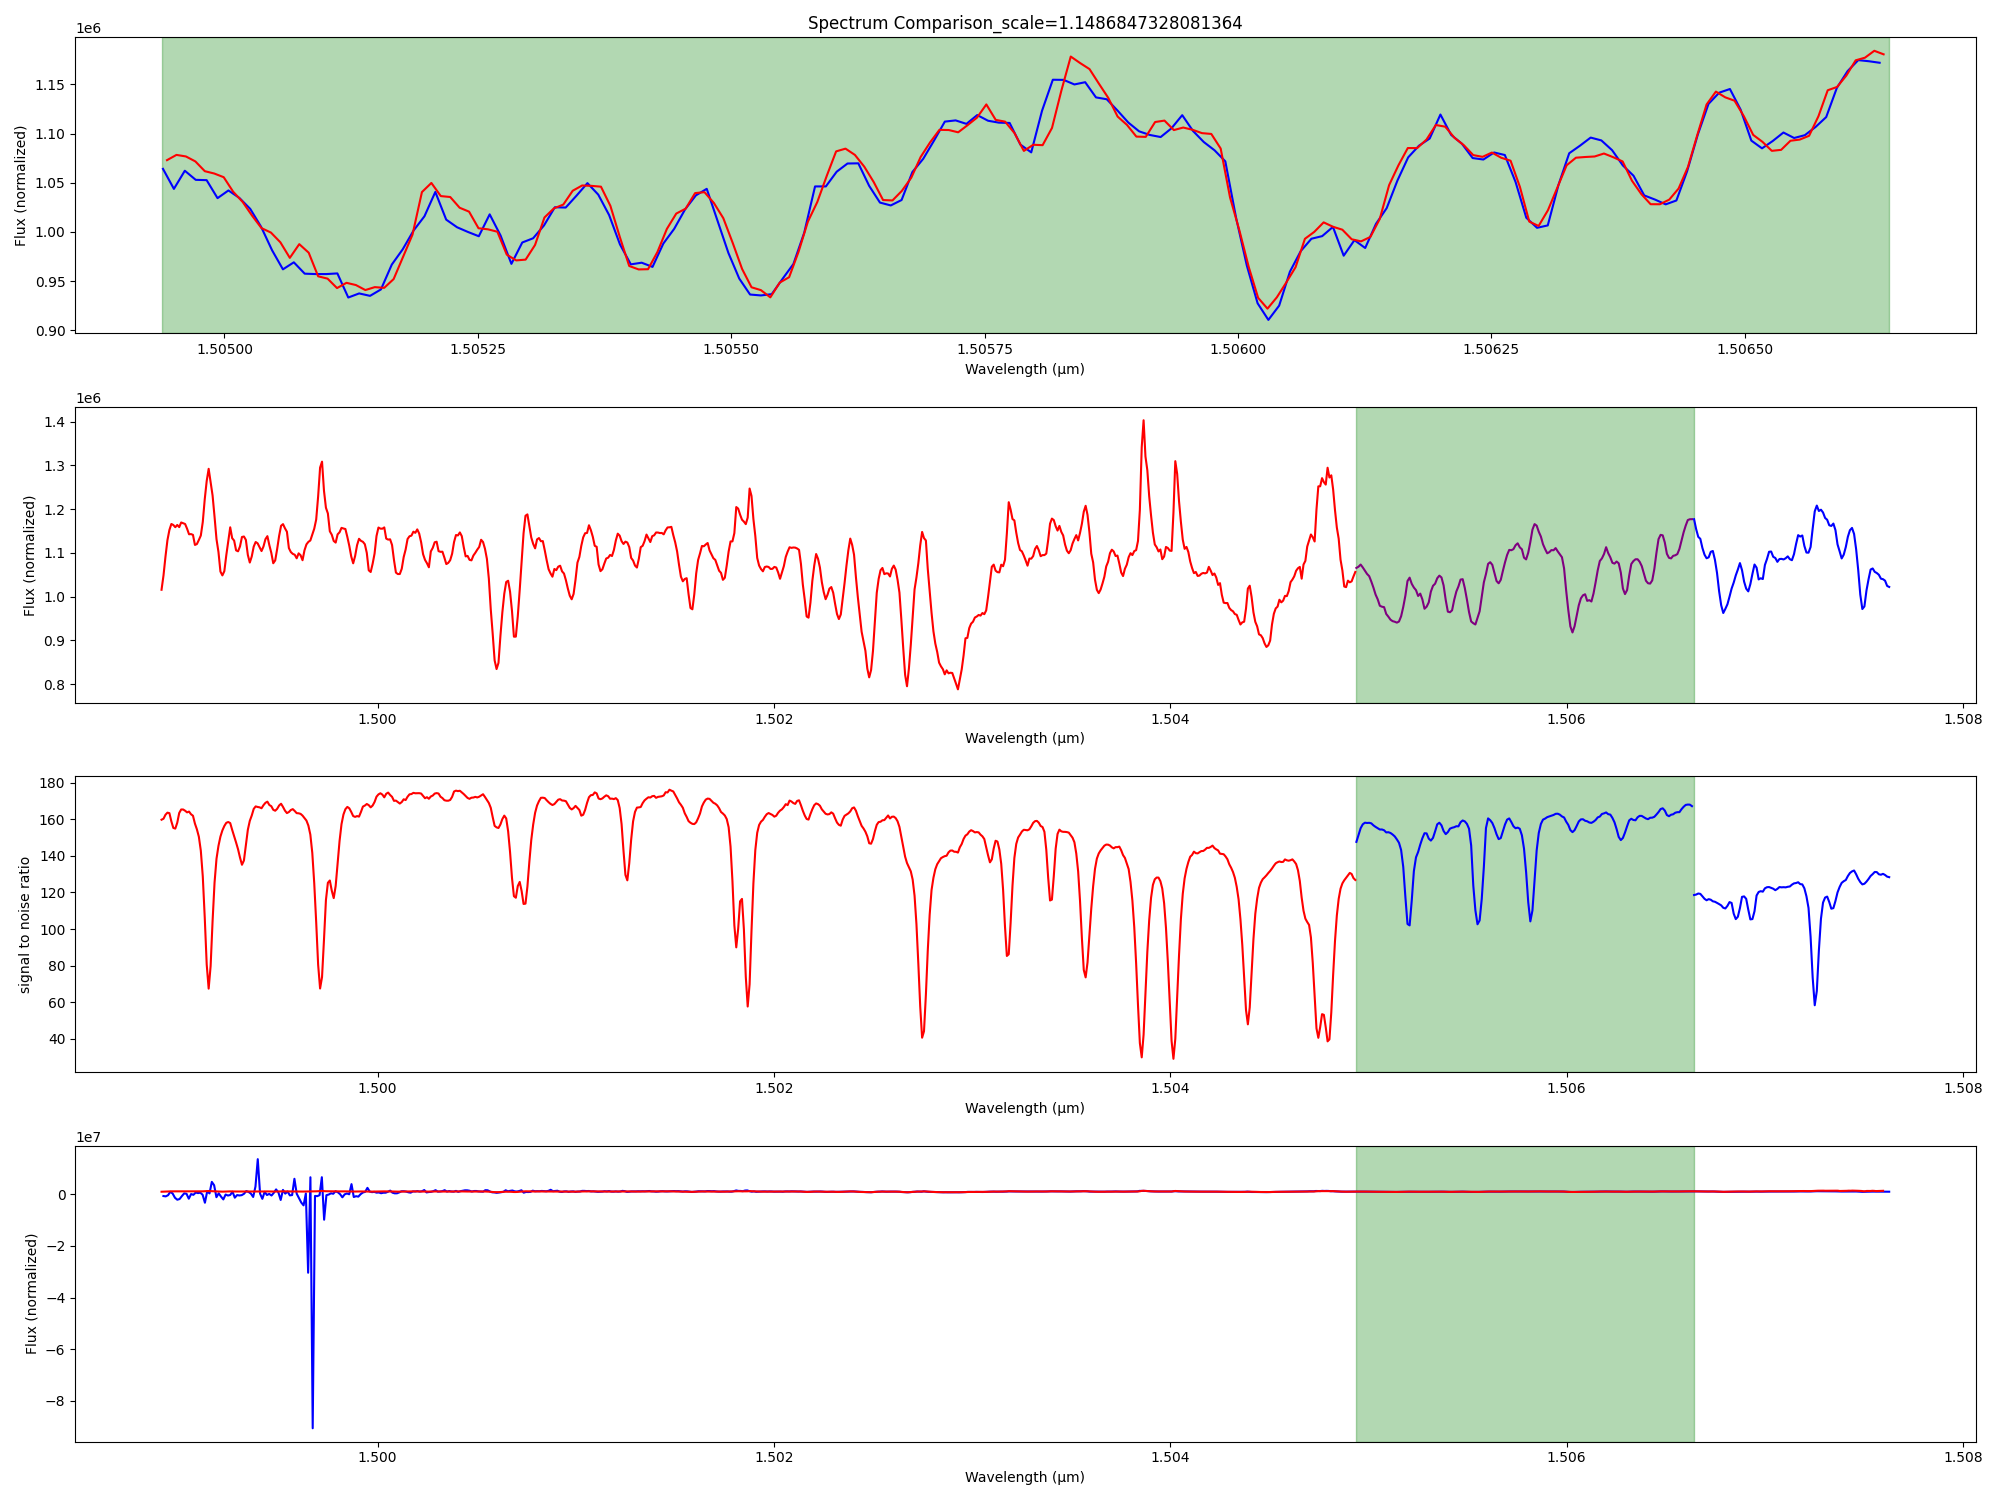 Spectrum Comparison_scale=1.1486847328081364
1e6
Flux (normalized)
1.15
1.10
1.05
1.00
0.95
0.90
1.50500 1.50525 1.50550 1.50575 1.50600 1.50625 1.50650
Wavelength (μm)
1e6
Flux (normalized)
1.4
1.3
1.2
1.1
1.0
0.9
0.8
1.500 1.502 1.504 1.506 1.508
Wavelength (μm)
signal to noise ratio
180
160
140
120
100
80
60
40
1.500 1.502 1.504 1.506 1.508
Wavelength (μm)
1e7
Flux (normalized)
0
−2
−4
−6
−8
1.500 1.502 1.504 1.506 1.508
Wavelength (μm)